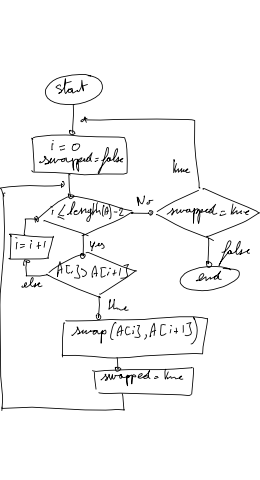 start
i = 0
swapped = false
true
i ≤ length(A)-2
No
swapped = true
yes
i = i+1
false
A[i] > A[i+1]
end
else
true
swap (A[i], A[i+1])
swapped = true